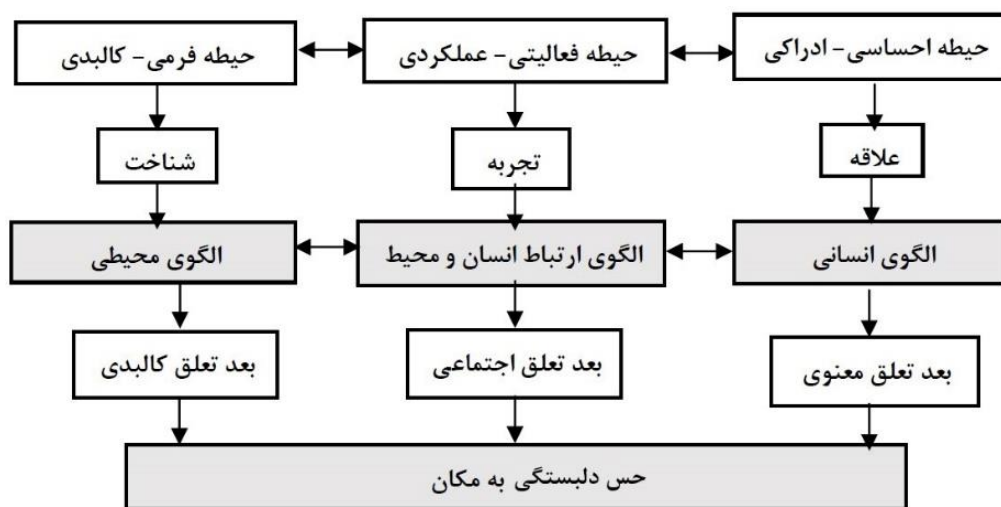 حیطه احساسی- ادراکی
حیطه فعالیتی- عملکردی
حیطه فرمی- کالبدی
علاقه
تجربه
شناخت
الگوی انسانی
الگوی ارتباط انسان و محیط
الگوی محیطی
بعد تعلق معنوی
بعد تعلق اجتماعی
بعد تعلق کالبدی
حس دلبستگی به مکان